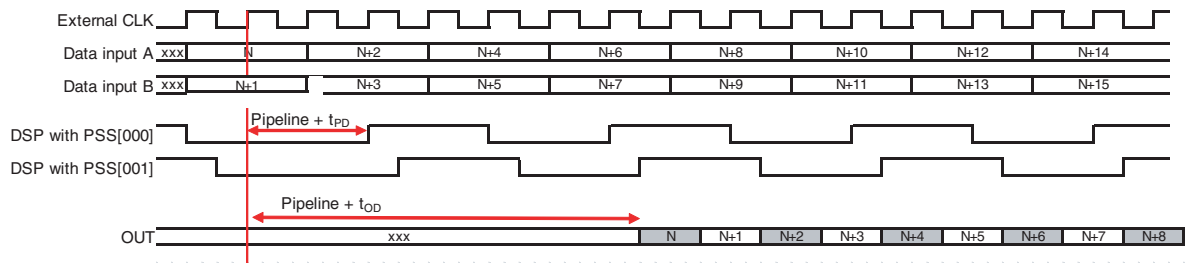 External CLK
Data input A xxx N N+2 N+4 N+6 N+8 N+10 N+12 N+14
Data input B xxx N+1 N+3 N+5 N+7 N+9 N+11 N+13 N+15
Pipeline + tPD
DSP with PSS[000]
DSP with PSS[001]
Pipeline + tOD
OUT xxx N N+1 N+2 N+3 N+4 N+5 N+6 N+7 N+8